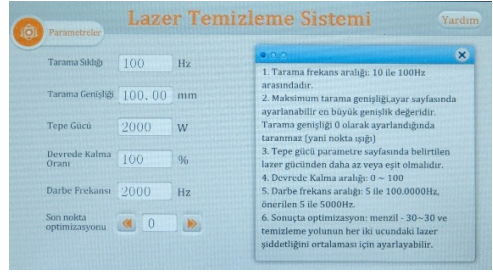 Lazer Temizleme Sistemi
Yardım
Parametreler
Tarama Sıklığı 100 Hz
Tarama Genişliği 100.00 mm
Tepe Gücü 2000 W
Devrede Kalma
Oranı 100 %
Darbe Frekansı 2000 Hz
Son nokta
optimizasyonu 0
1. Tarama frekans aralığı: 10 ile 100Hz
arasındadır.
2. Maksimum tarama genişliği,ayar sayfasında
ayarlanabilir en büyük genişlik değeridir.
Tarama genişliği 0 olarak ayarlandığında
taranmaz (yani nokta ışığı)
3. Tepe gücü parametre sayfasında belirtilen
lazer gücünden daha az veya eşit olmalıdır.
4. Devrede Kalma aralığı: 0 ~ 100
5. Darbe frekans aralığı: 5 ile 100.0000Hz,
önerilen 5 ile 5000Hz.
6. Sonuçta optimizasyon: menzil - 30~30 ve
temizleme yolunun her iki ucundaki lazer
şiddetliğini ortalaması için ayarlayabilir.